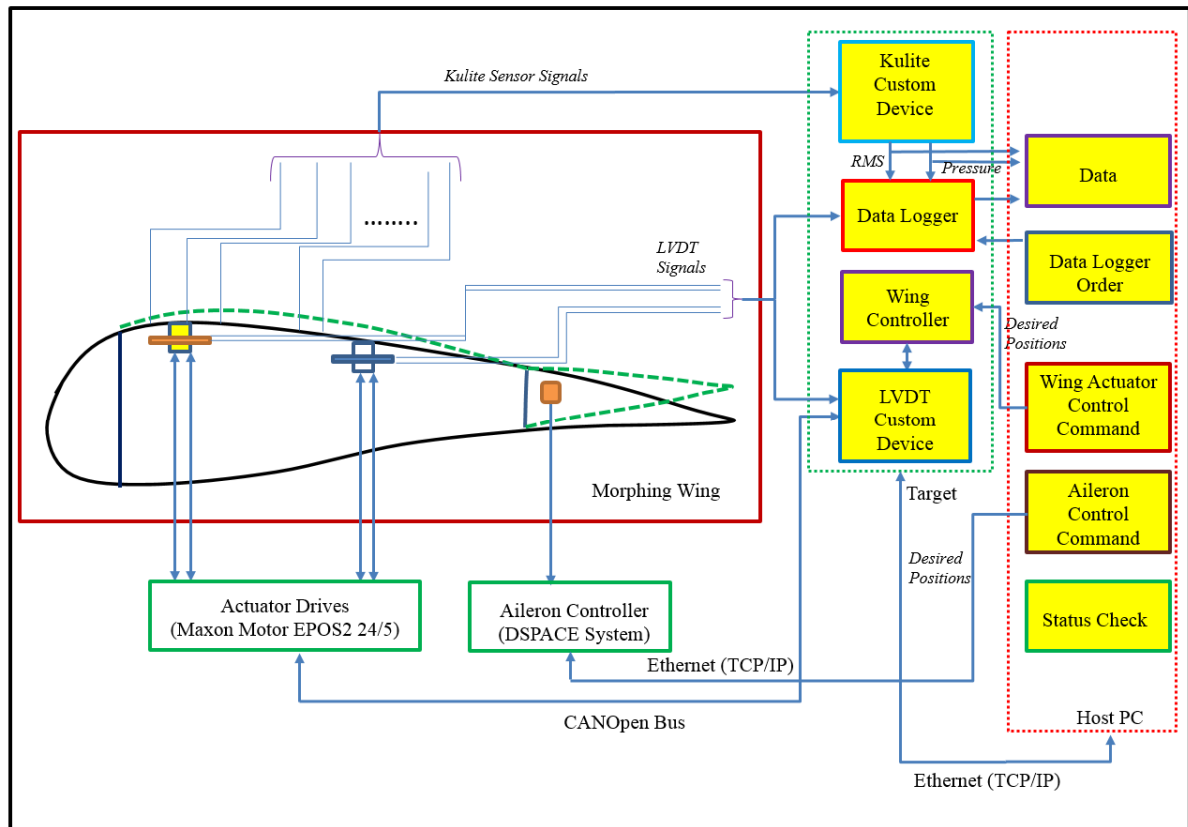 Kulite Sensor Signals
Kulite
Custom
Device
RMS
Pressure
Data
Data Logger
........
LVDT
Signals
Data Logger
Order
Wing
Controller
Desired
Positions
Wing Actuator
Control
Command
LVDT
Custom
Device
Morphing Wing
Target
Aileron
Control
Command
Desired
Positions
Actuator Drives
(Maxon Motor EPOS2 24/5)
Aileron Controller
(DSPACE System)
Status Check
Ethernet (TCP/IP)
CANOpen Bus
Host PC
Ethernet (TCP/IP)